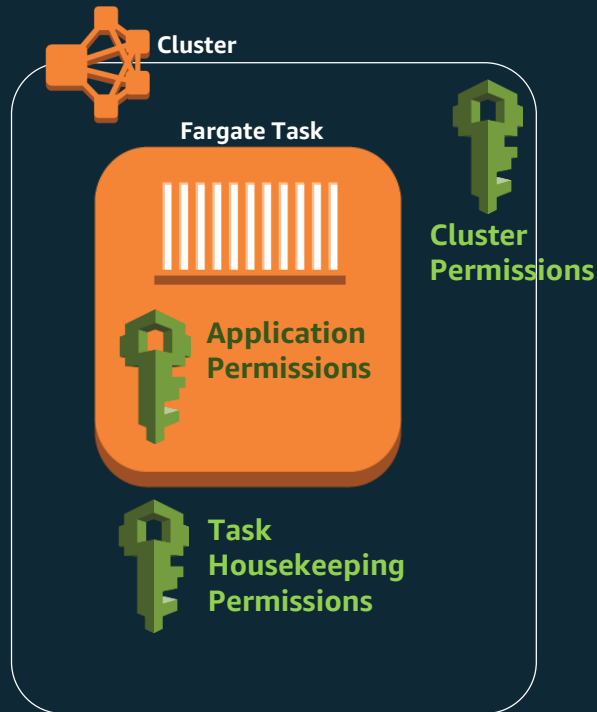 Cluster
Fargate Task
Cluster
Permissions
Application
Permissions
Task
Housekeeping
Permissions